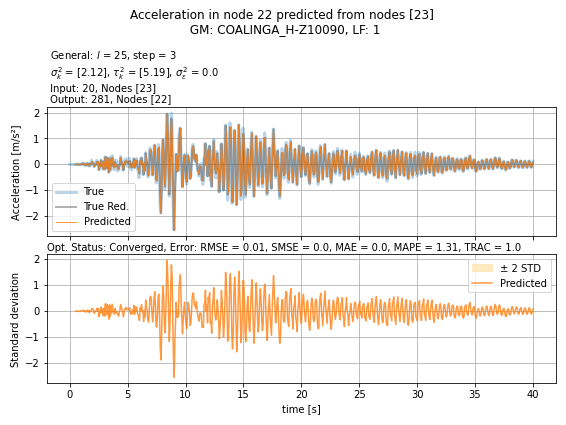 Acceleration in node 22 predicted from nodes [23]
GM: COALINGA_H-Z10090, LF: 1
General: l = 25, step = 3
σ²ₖ = [2.12], τ²ₖ = [5.19], σ²ε = 0.0
Input: 20, Nodes [23]
Output: 281, Nodes [22]
Acceleration [m/s²]
2
1
0
−1
−2
True
True Red.
Predicted
Opt. Status: Converged, Error: RMSE = 0.01, SMSE = 0.0, MAE = 0.0, MAPE = 1.31, TRAC = 1.0
Standard deviation
2
1
0
−1
−2
± 2 STD
Predicted
0 5 10 15 20 25 30 35 40
time [s]